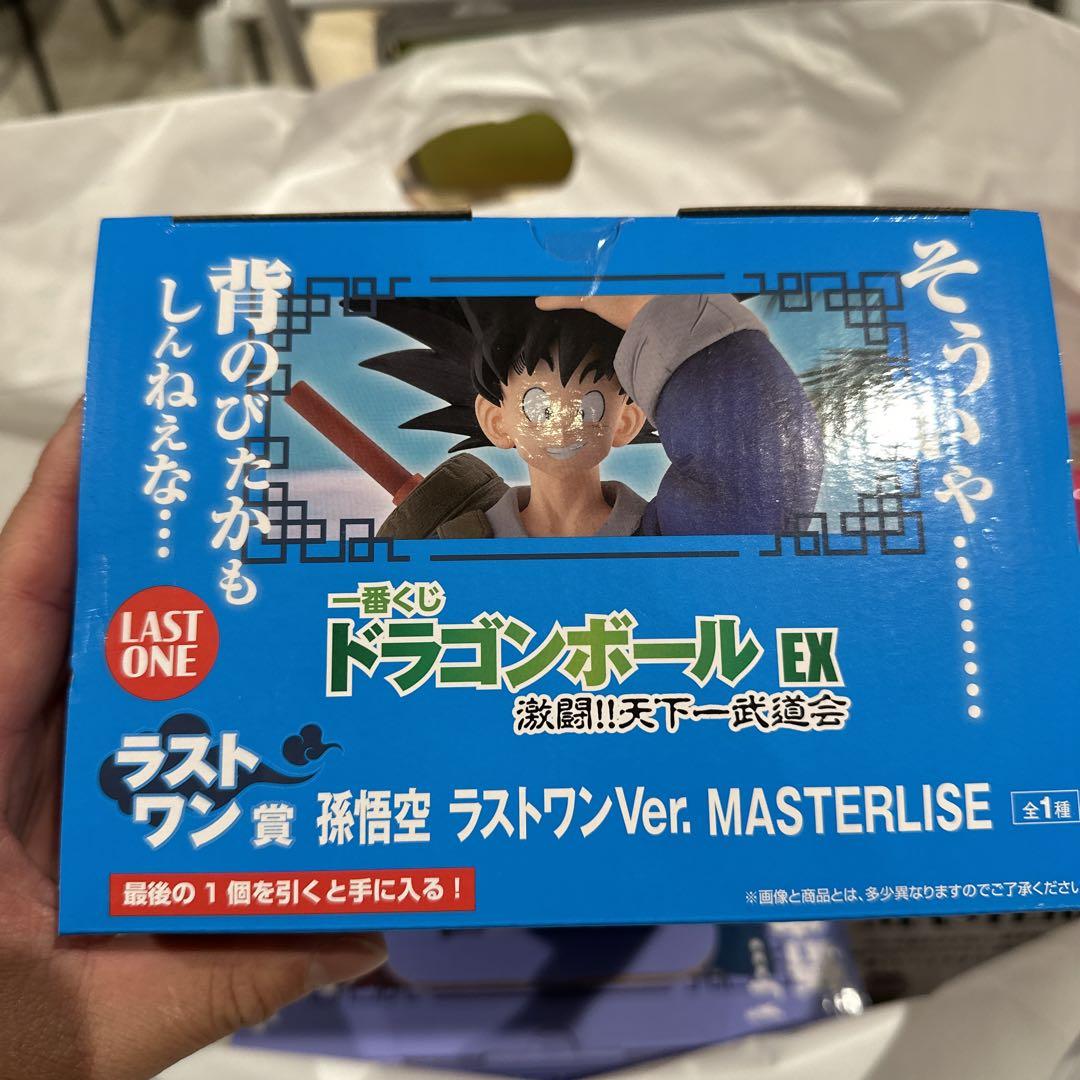 そういや………
背のびたかも
しんねぇな…
LAST
ONE
一番くじ
ドラゴンボール EX
激闘!!天下一武道会
ラスト
ワン賞
孫悟空 ラストワンVer. MASTERLISE
全1種
最後の1個を引くと手に入る!
※画像と商品とは、多少異なりますのでご了承ください